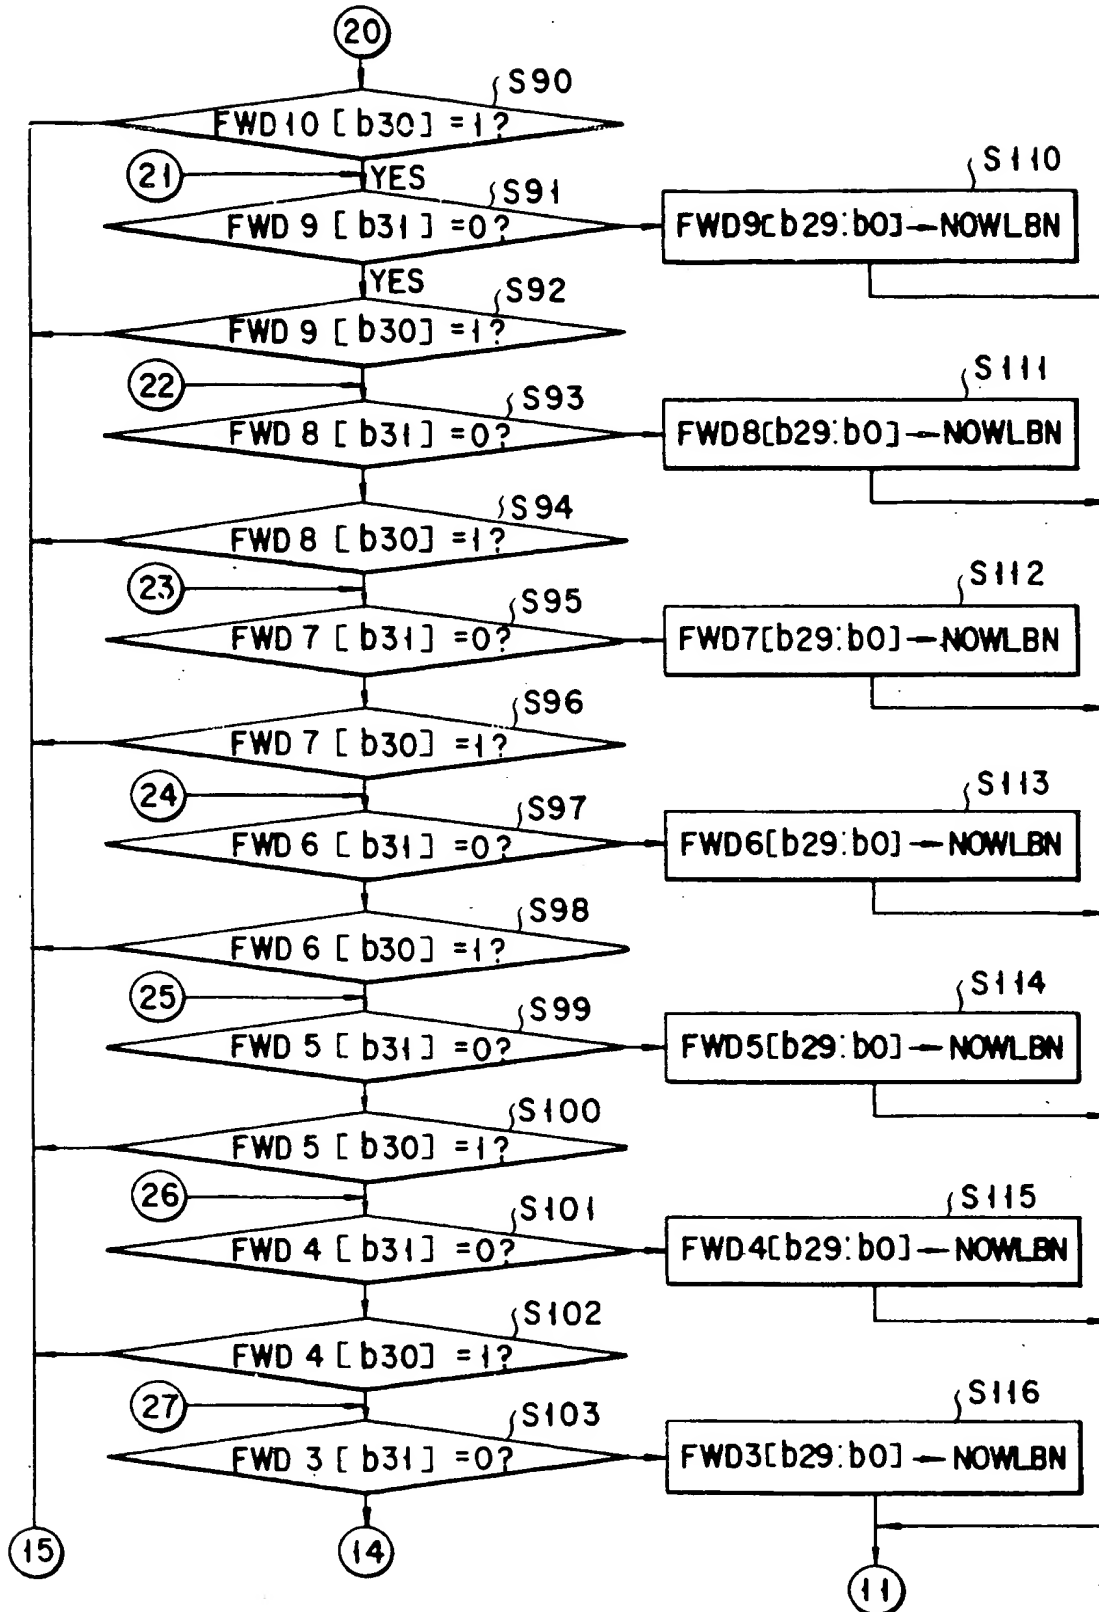 20
S90
FWD10 [b30] =1?
21
YES
S91
FWD 9 [b31] =0?
S110
FWD9[b29:b0]→NOWLBN
YES
S92
FWD 9 [b30] =1?
22
S93
FWD 8 [b31] =0?
S111
FWD8[b29:b0]→NOWLBN
S94
FWD 8 [b30] =1?
23
S95
FWD 7 [b31] =0?
S112
FWD7[b29:b0]→NOWLBN
S96
FWD 7 [b30] =1?
24
S97
FWD 6 [b31] =0?
S113
FWD6[b29:b0]→NOWLBN
S98
FWD 6 [b30] =1?
25
S99
FWD 5 [b31] =0?
S114
FWD5[b29:b0]→NOWLBN
S100
FWD 5 [b30] =1?
26
S101
FWD 4 [b31] =0?
S115
FWD4[b29:b0]→NOWLBN
S102
FWD 4 [b30] =1?
27
S103
FWD 3 [b31] =0?
S116
FWD3[b29:b0]→NOWLBN
15
14
11